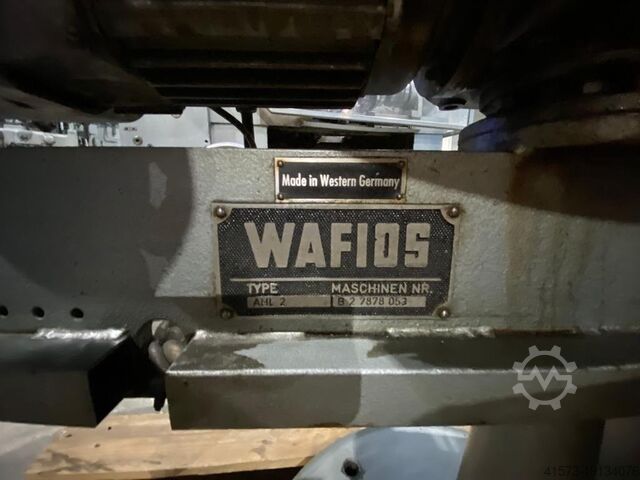 Made in Western Germany
WAFIOS
TYPE MASCHINEN NR.
AHL 2 B 2 7878 053